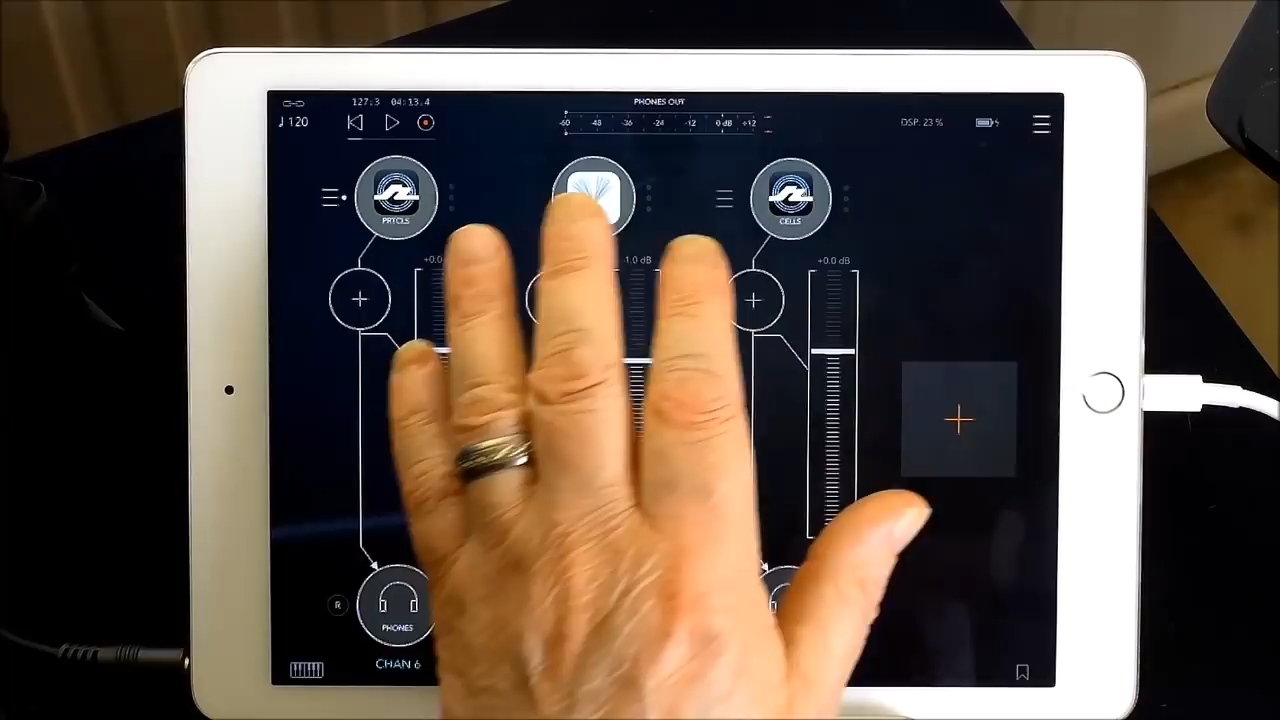 127.3 04:13.4
PHONES OUT
♩120
-60 -48 -36 -24 -12 0 dB +12
DSP: 23 %
PRTCLS
CELLS
+0.0
-1.0 dB
+0.0 dB
R
PHONES
CHAN 6